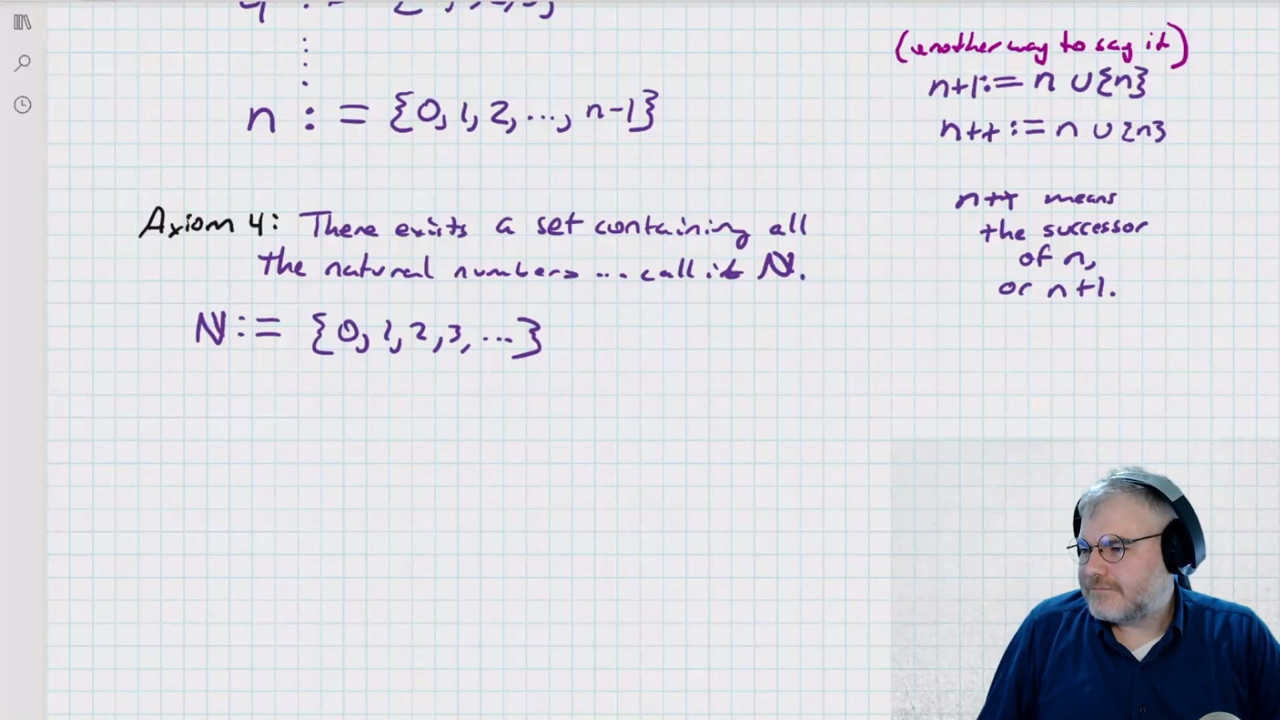 n := {0, 1, 2, ..., n-1}
Axiom 4: There exists a set containing all
the natural numbers ... call it ℕ.
ℕ := {0, 1, 2, 3, ...}
(another way to say it)
n+1 := n ∪ {n}
n++ := n ∪ {n}
n++ means
the successor
of n,
or n+1.